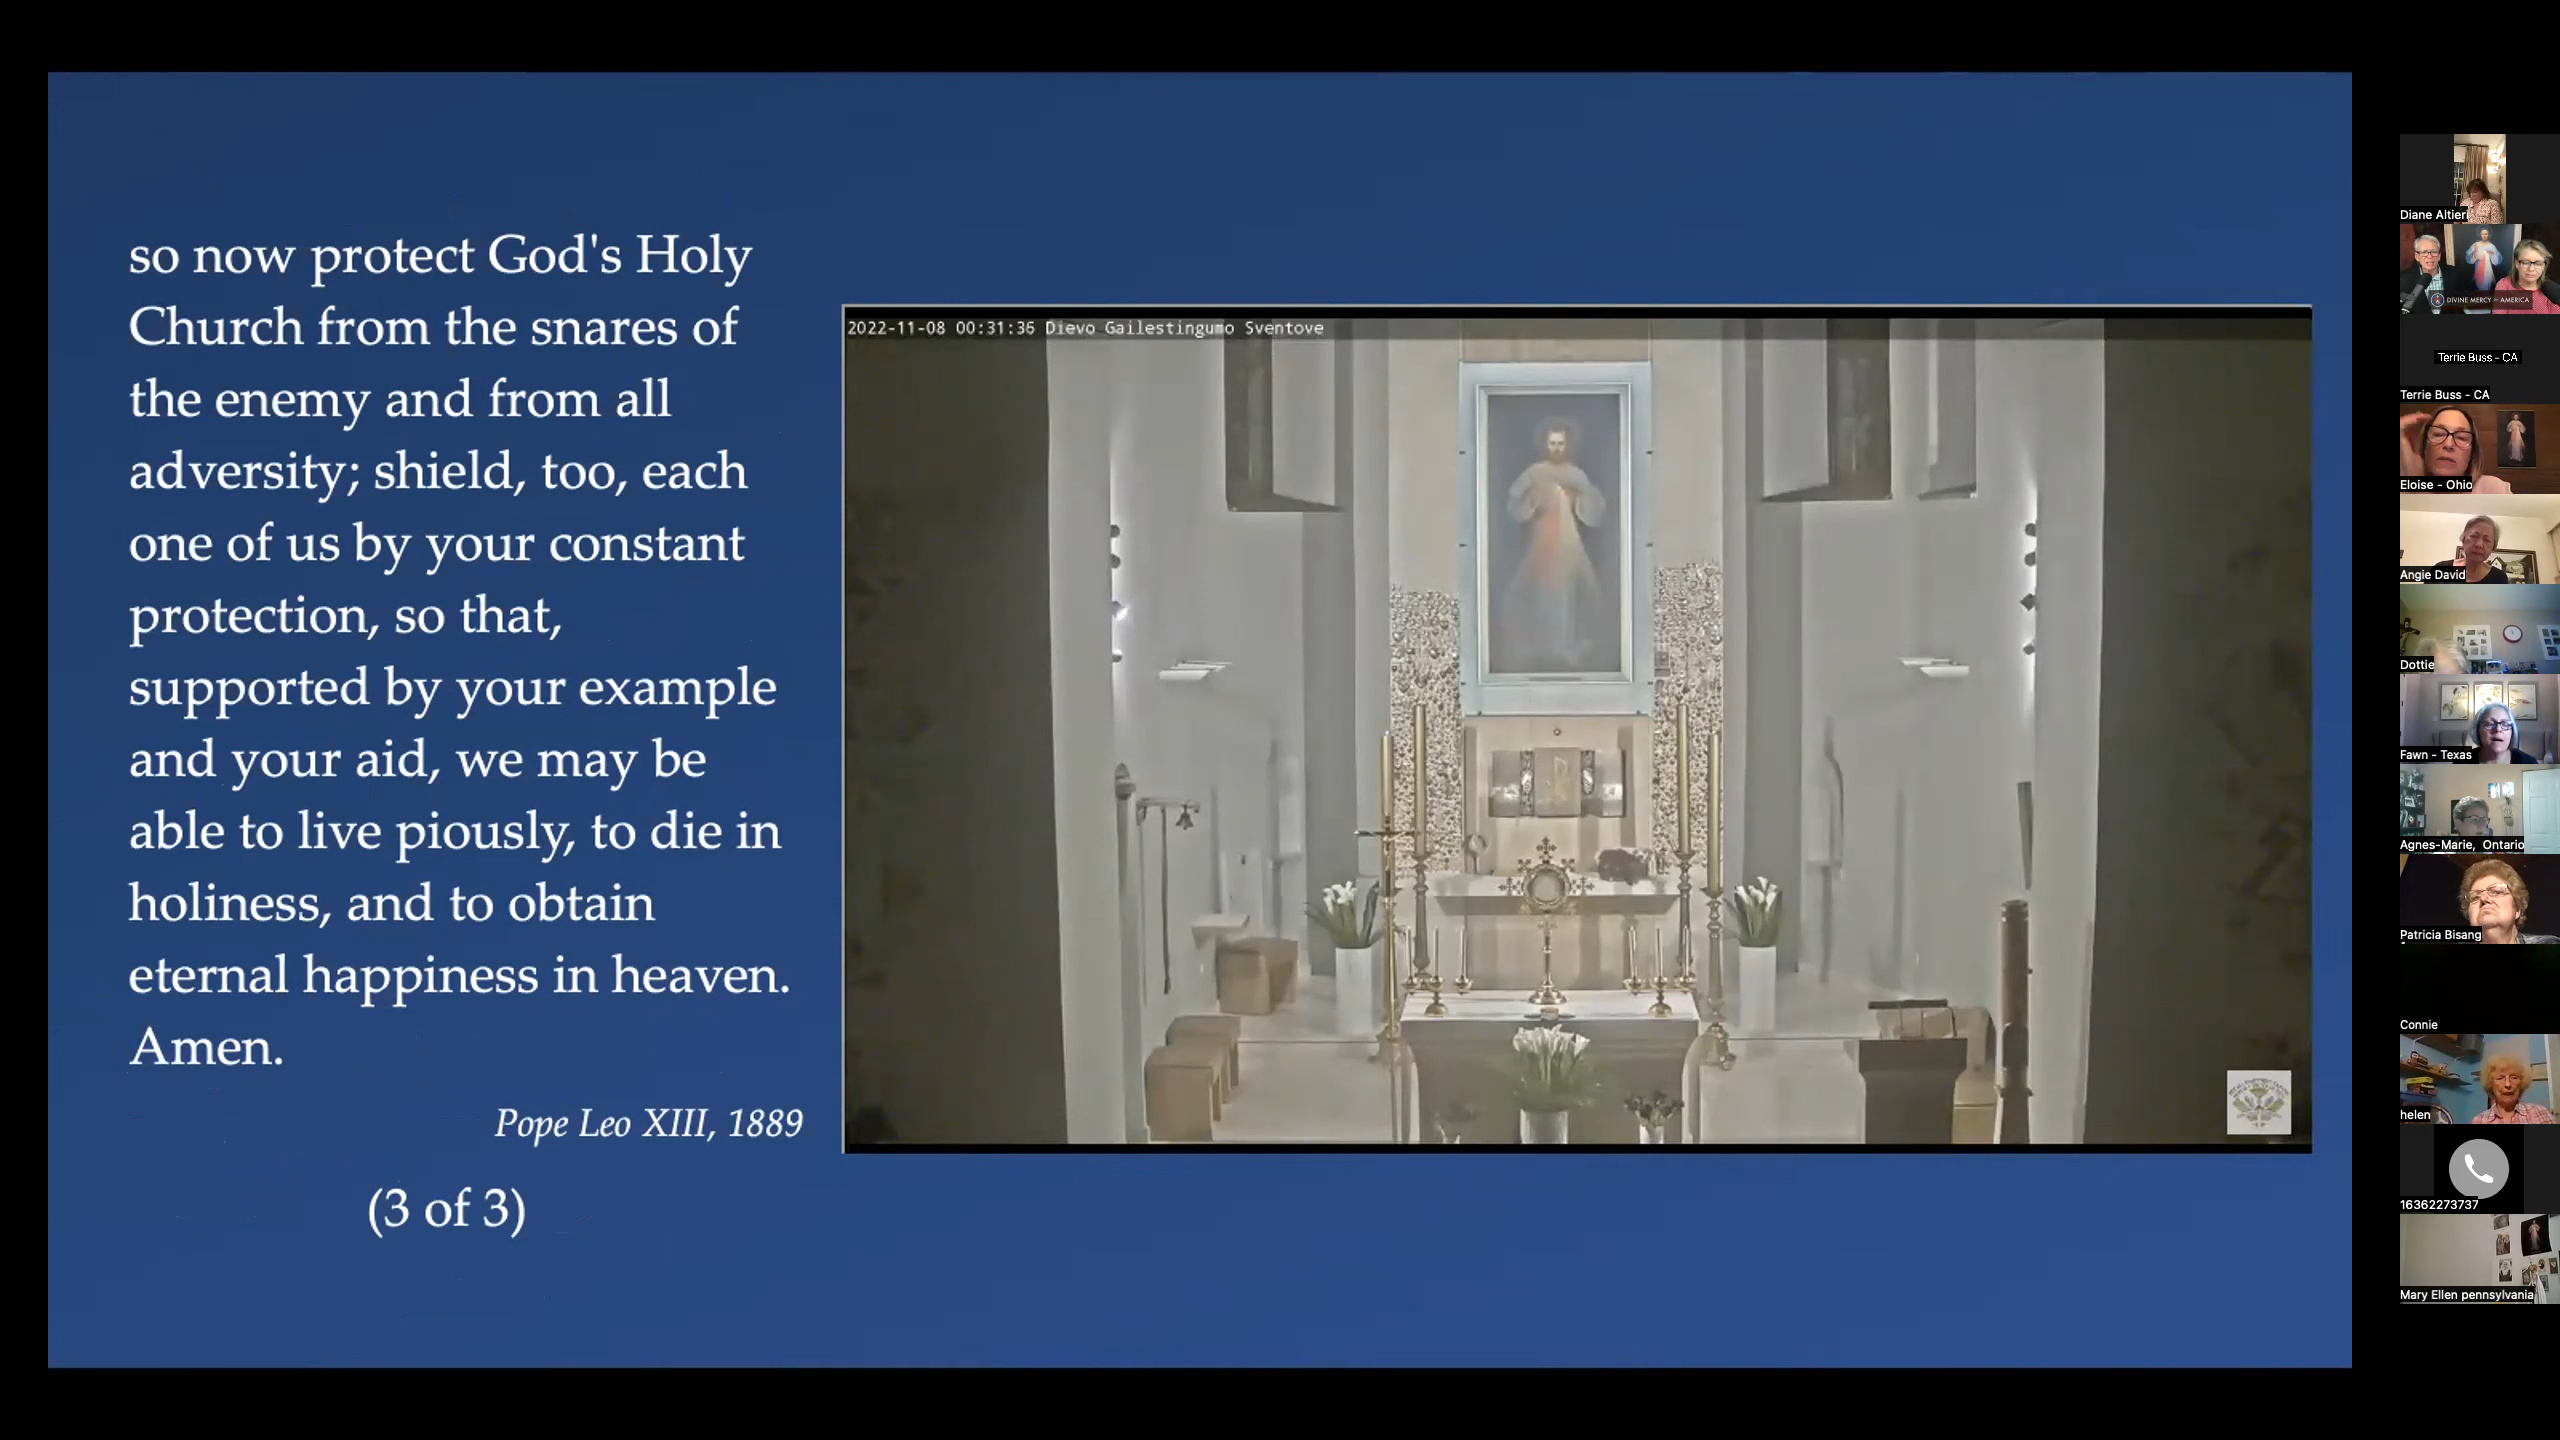 so now protect God's Holy
Church from the snares of
the enemy and from all
adversity; shield, too, each
one of us by your constant
protection, so that,
supported by your example
and your aid, we may be
able to live piously, to die in
holiness, and to obtain
eternal happiness in heaven.
Amen.
Pope Leo XIII, 1889
(3 of 3)
2022-11-08 00:31:36 Dievo Gailestingumo Sventove
Diane Altieri
DIVINE MERCY for AMERICA
Terrie Buss - CA
Terrie Buss - CA
Eloise - Ohio
Angie David
Dottie
Fawn - Texas
Agnes-Marie, Ontario
Patricia Bisang
Connie
helen
16362273737
Mary Ellen pennsylvania